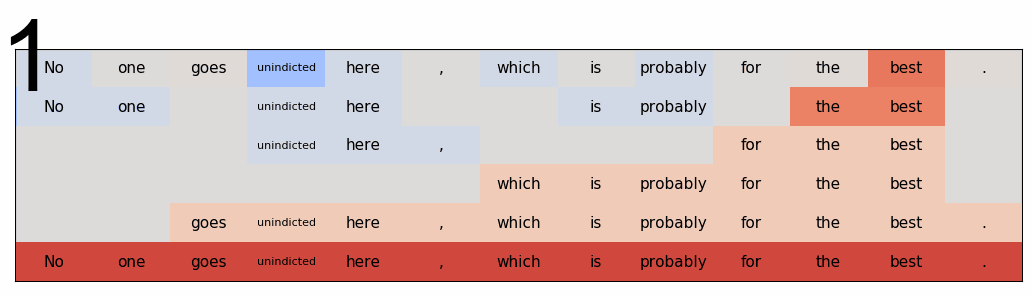 1
No one goes unindicted here , which is probably for the best .
No one unindicted here is probably the best
unindicted here , for the best
which is probably for the best
goes unindicted here , which is probably for the best .
No one goes unindicted here , which is probably for the best .